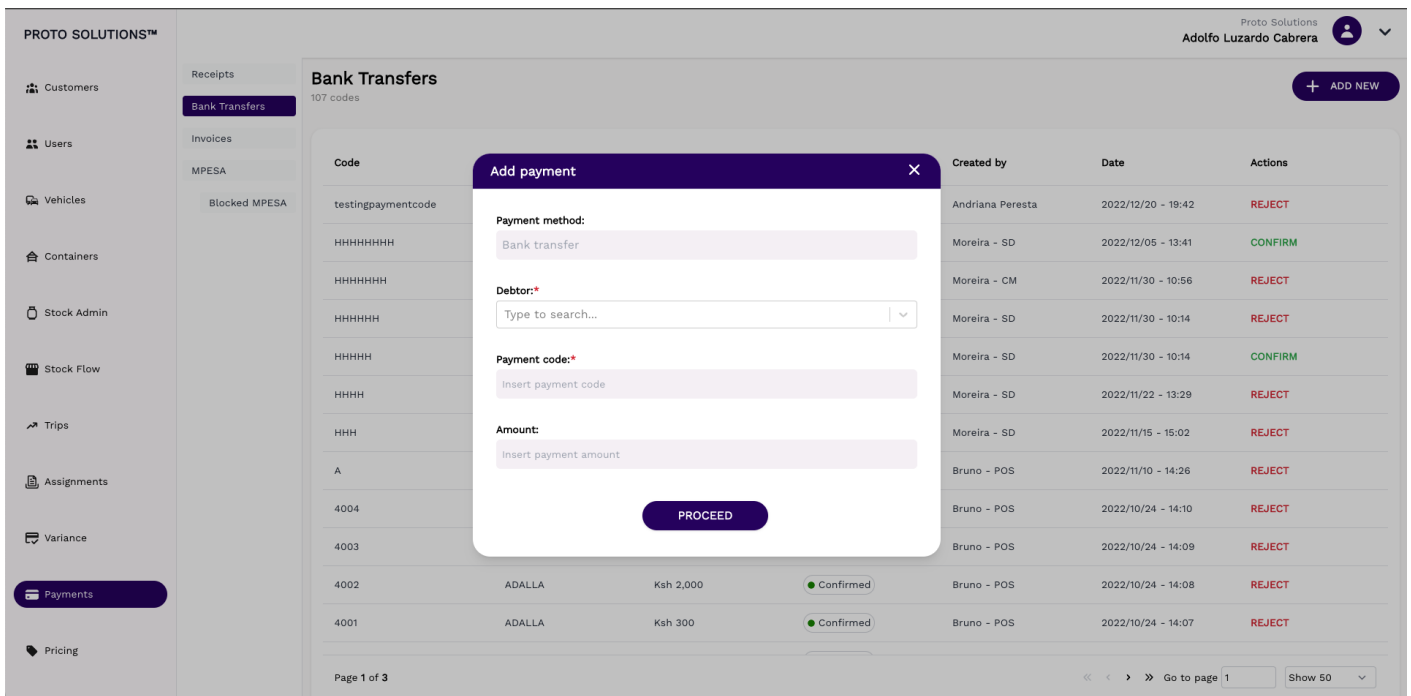 PROTO SOLUTIONS™
Proto Solutions
Adolfo Luzardo Cabrera
Customers
Users
Vehicles
Containers
Stock Admin
Stock Flow
Trips
Assignments
Variance
Payments
Pricing
Receipts
Bank Transfers
Invoices
MPESA
Blocked MPESA
Bank Transfers
107 codes
+ ADD NEW
Code Created by Date Actions
testingpaymentcode Andriana Peresta 2022/12/20 - 19:42 REJECT
HHHHHHHH Moreira - SD 2022/12/05 - 13:41 CONFIRM
HHHHHHH Moreira - CM 2022/11/30 - 10:56 REJECT
HHHHHH Moreira - SD 2022/11/30 - 10:14 REJECT
HHHHH Moreira - SD 2022/11/30 - 10:14 CONFIRM
HHHH Moreira - SD 2022/11/22 - 13:29 REJECT
HHH Moreira - SD 2022/11/15 - 15:02 REJECT
A Bruno - POS 2022/11/10 - 14:26 REJECT
4004 Bruno - POS 2022/10/24 - 14:10 REJECT
4003 Bruno - POS 2022/10/24 - 14:09 REJECT
4002 ADALLA Ksh 2,000 Confirmed Bruno - POS 2022/10/24 - 14:08 REJECT
4001 ADALLA Ksh 300 Confirmed Bruno - POS 2022/10/24 - 14:07 REJECT
Page 1 of 3
Go to page 1
Show 50
Add payment
Payment method:
Bank transfer
Debtor:*
Type to search...
Payment code:*
Insert payment code
Amount:
Insert payment amount
PROCEED